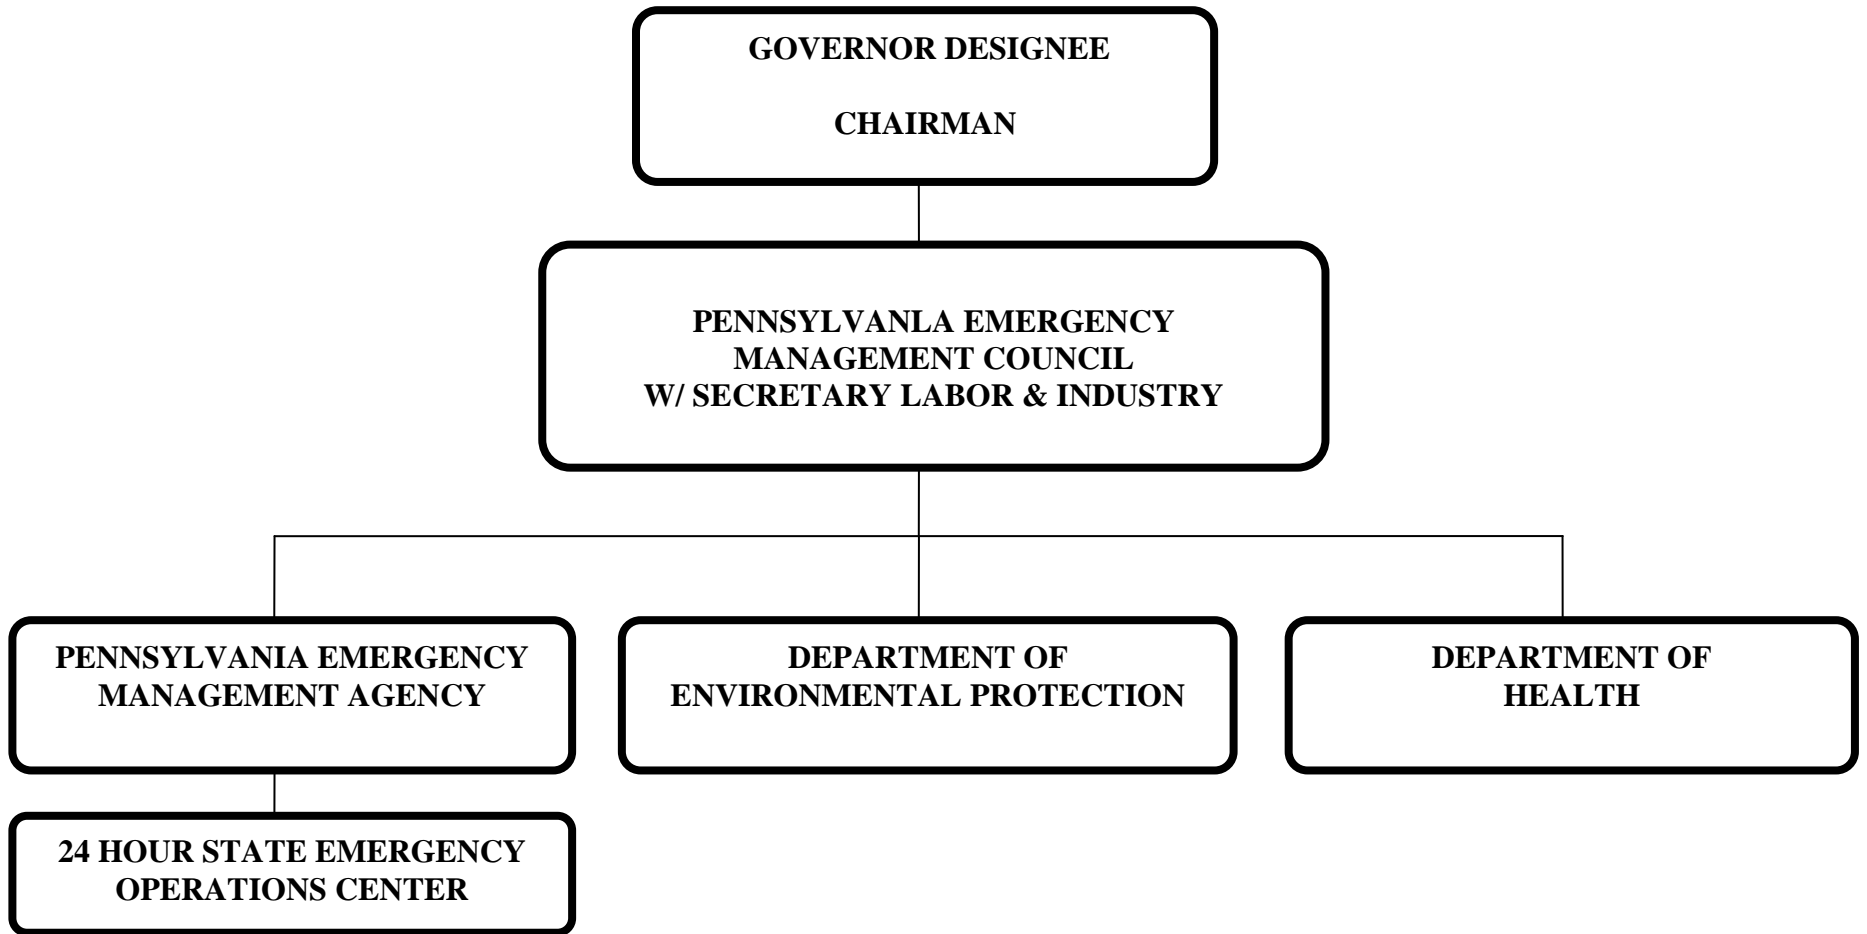 GOVERNOR DESIGNEE
CHAIRMAN
PENNSYLVANLA EMERGENCY
MANAGEMENT COUNCIL
W/ SECRETARY LABOR & INDUSTRY
PENNSYLVANIA EMERGENCY
MANAGEMENT AGENCY
DEPARTMENT OF
ENVIRONMENTAL PROTECTION
DEPARTMENT OF
HEALTH
24 HOUR STATE EMERGENCY
OPERATIONS CENTER